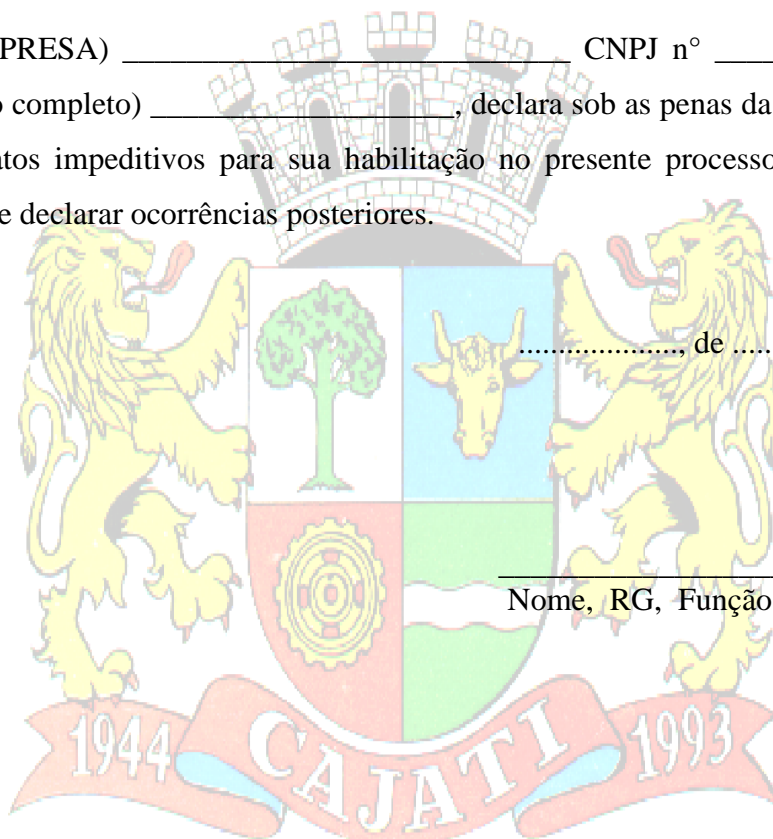 PRESA) ____________________________ CNPJ n° ____
o completo) ___________________, declara sob as penas da
atos impeditivos para sua habilitação no presente processo
e declarar ocorrências posteriores.
...................., de .....
__________________
Nome, RG, Função
1944 CAJATI 1993